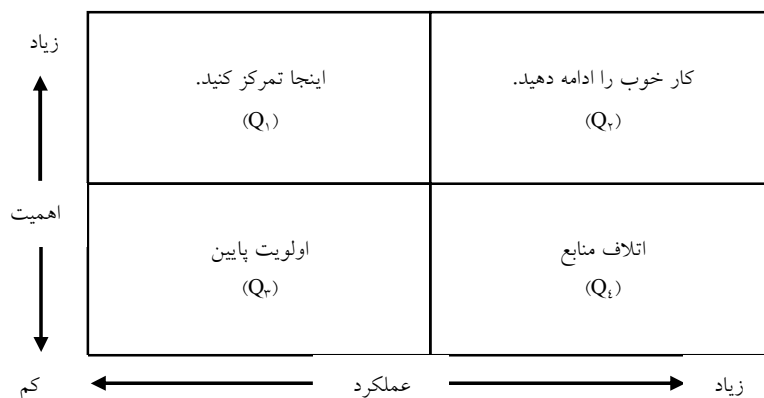 زیاد
اینجا تمرکز کنید.
(Q۱)
کار خوب را ادامه دهید.
(Q۲)
اهمیت
اولویت پایین
(Q۳)
اتلاف منابع
(Q٤)
کم
عملکرد
زیاد